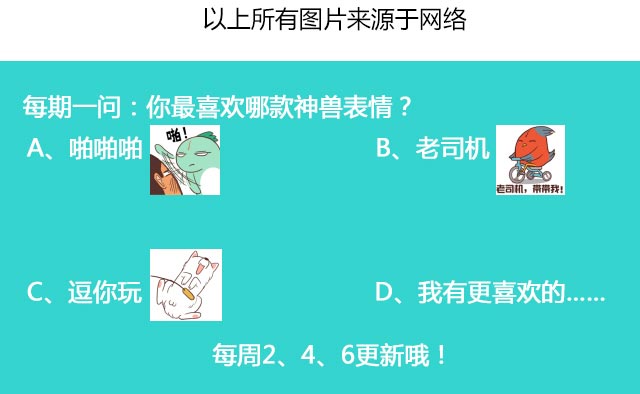 以上所有图片来源于网络
每期一问：你最喜欢哪款神兽表情？
A、啪啪啪
啪！
B、老司机
老司机，带带我！
C、逗你玩
D、我有更喜欢的……
每周2、4、6更新哦！